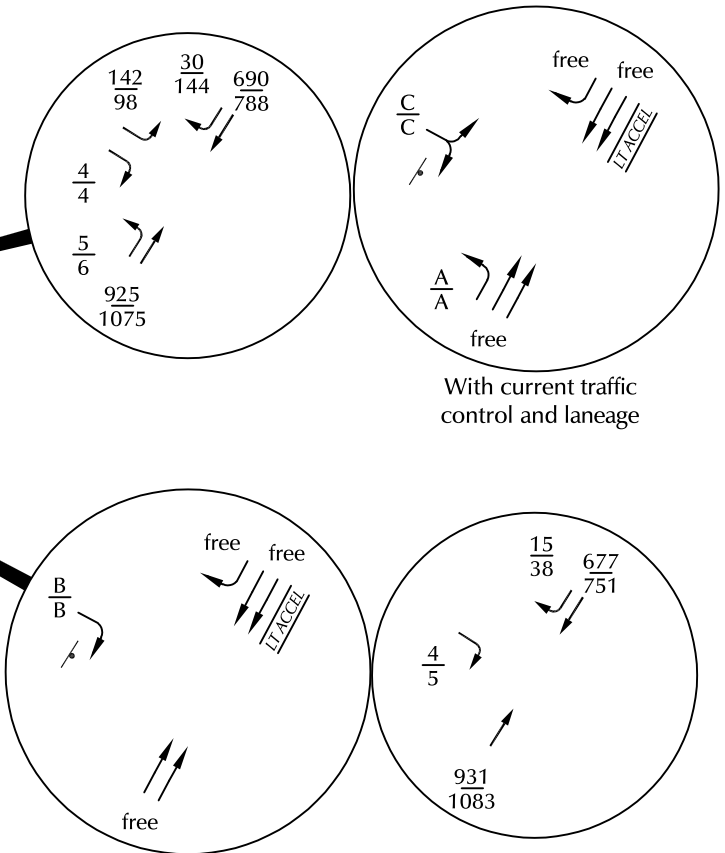 142
98
30
144
690
788
4
4
5
6
925
1075
free
free
C
C
LT ACCEL
A
A
free
With current traffic
control and laneage
free
free
B
B
LT ACCEL
free
15
38
677
751
4
5
931
1083